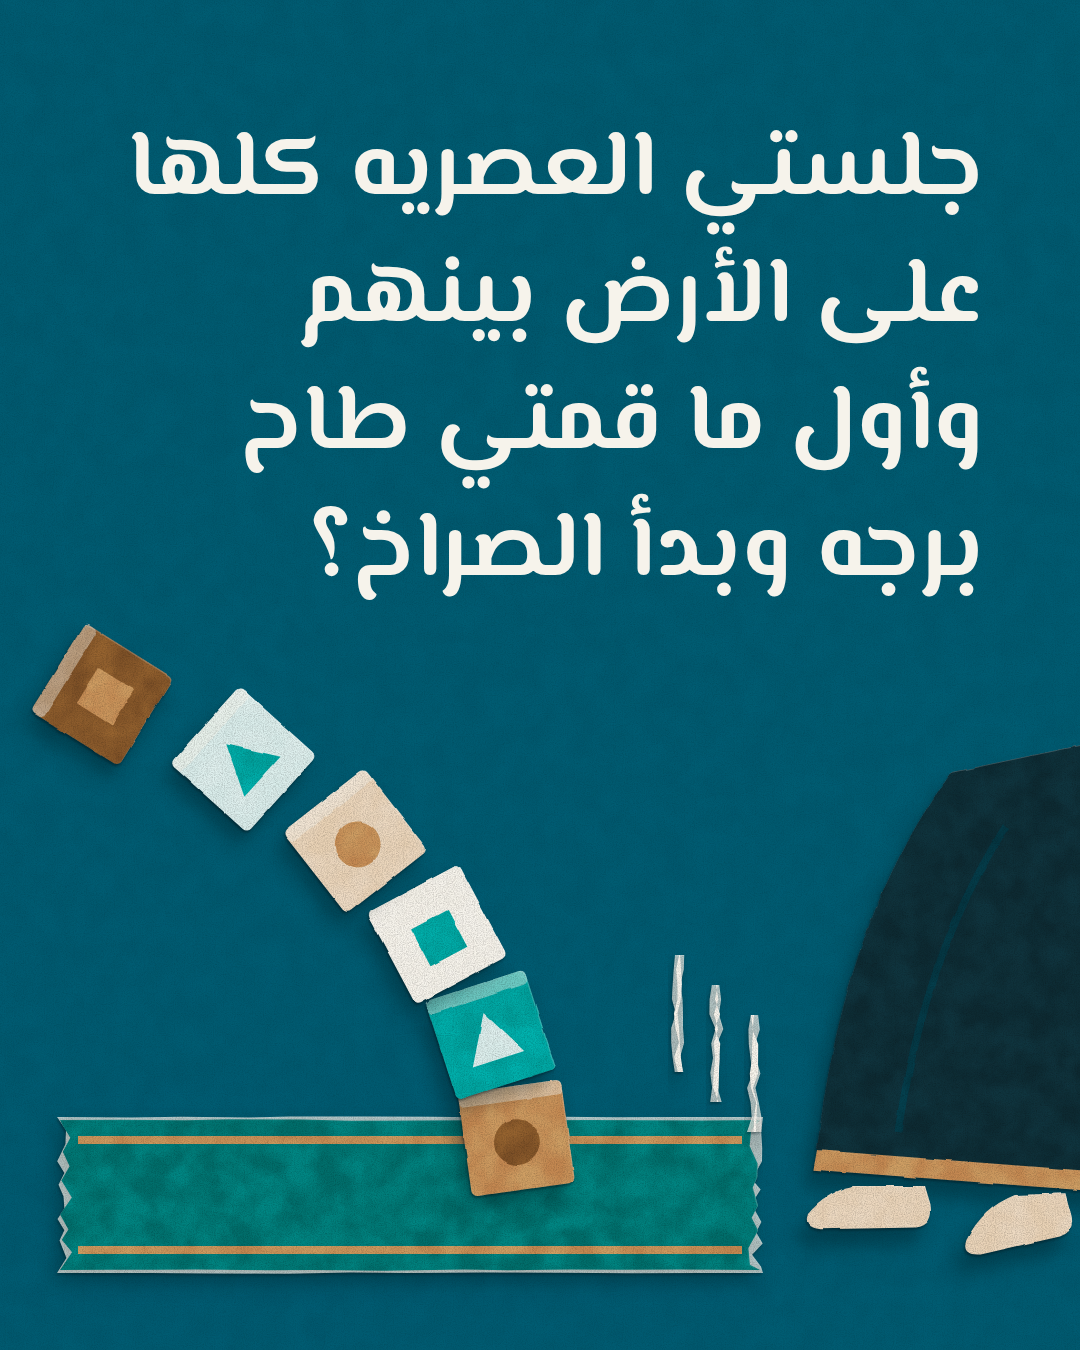 جلستي العصريه كلها
على الأرض بينهم
وأول ما قمتي طاح
برجه وبدأ الصراخ؟